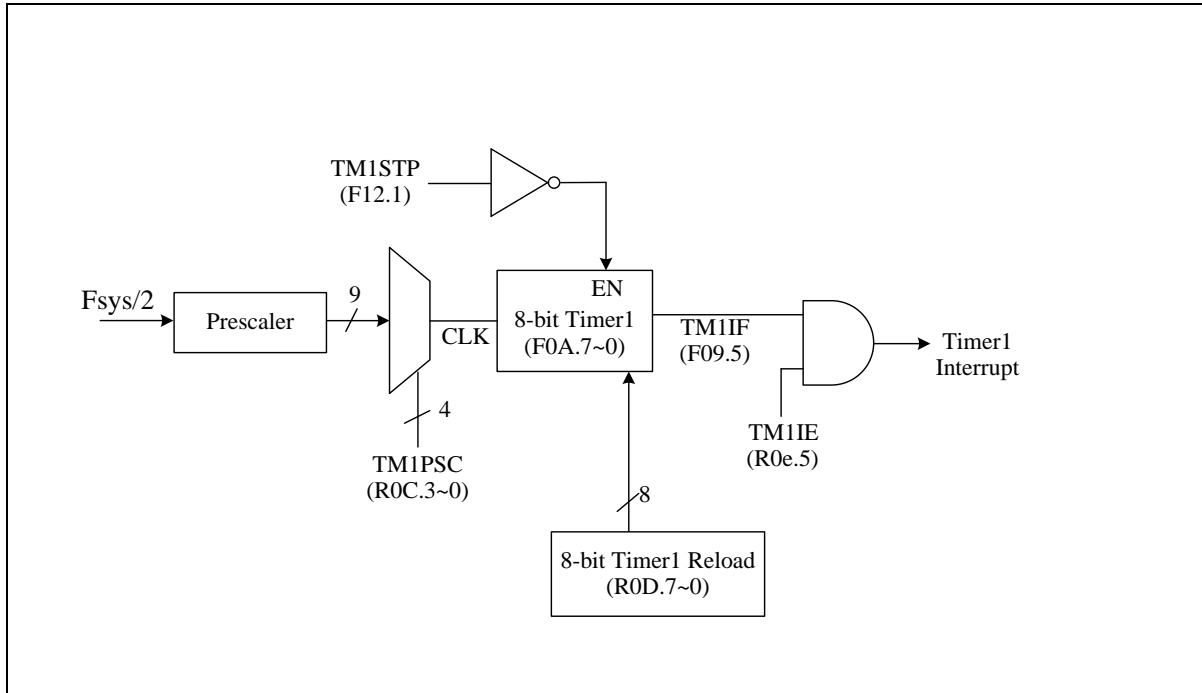 TM1STP
(F12.1)
Fsys/2
Prescaler
9
CLK
4
TM1PSC
(R0C.3~0)
EN
8-bit Timer1
(F0A.7~0)
TM1IF
(F09.5)
TM1IE
(R0e.5)
Timer1
Interrupt
8
8-bit Timer1 Reload
(R0D.7~0)